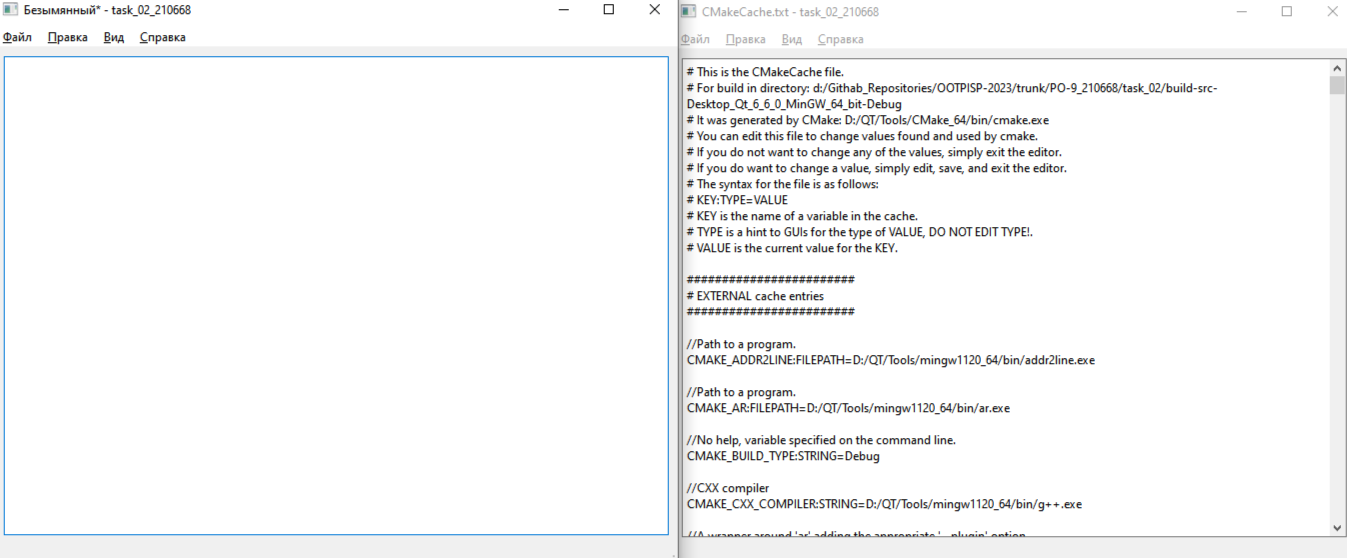 Безымянный* - task_02_210668
Файл Правка Вид Справка
CMakeCache.txt - task_02_210668
Файл Правка Вид Справка
# This is the CMakeCache file.
# For build in directory: d:/Githab_Repositories/OOTPISP-2023/trunk/PO-9_210668/task_02/build-src-
Desktop_Qt_6_6_0_MinGW_64_bit-Debug
# It was generated by CMake: D:/QT/Tools/CMake_64/bin/cmake.exe
# You can edit this file to change values found and used by cmake.
# If you do not want to change any of the values, simply exit the editor.
# If you do want to change a value, simply edit, save, and exit the editor.
# The syntax for the file is as follows:
# KEY:TYPE=VALUE
# KEY is the name of a variable in the cache.
# TYPE is a hint to GUIs for the type of VALUE, DO NOT EDIT TYPE!.
# VALUE is the current value for the KEY.
########################
# EXTERNAL cache entries
########################
//Path to a program.
CMAKE_ADDR2LINE:FILEPATH=D:/QT/Tools/mingw1120_64/bin/addr2line.exe
//Path to a program.
CMAKE_AR:FILEPATH=D:/QT/Tools/mingw1120_64/bin/ar.exe
//No help, variable specified on the command line.
CMAKE_BUILD_TYPE:STRING=Debug
//CXX compiler
CMAKE_CXX_COMPILER:STRING=D:/QT/Tools/mingw1120_64/bin/g++.exe
//A wrapper around 'ar' adding the appropriate '--plugin' option